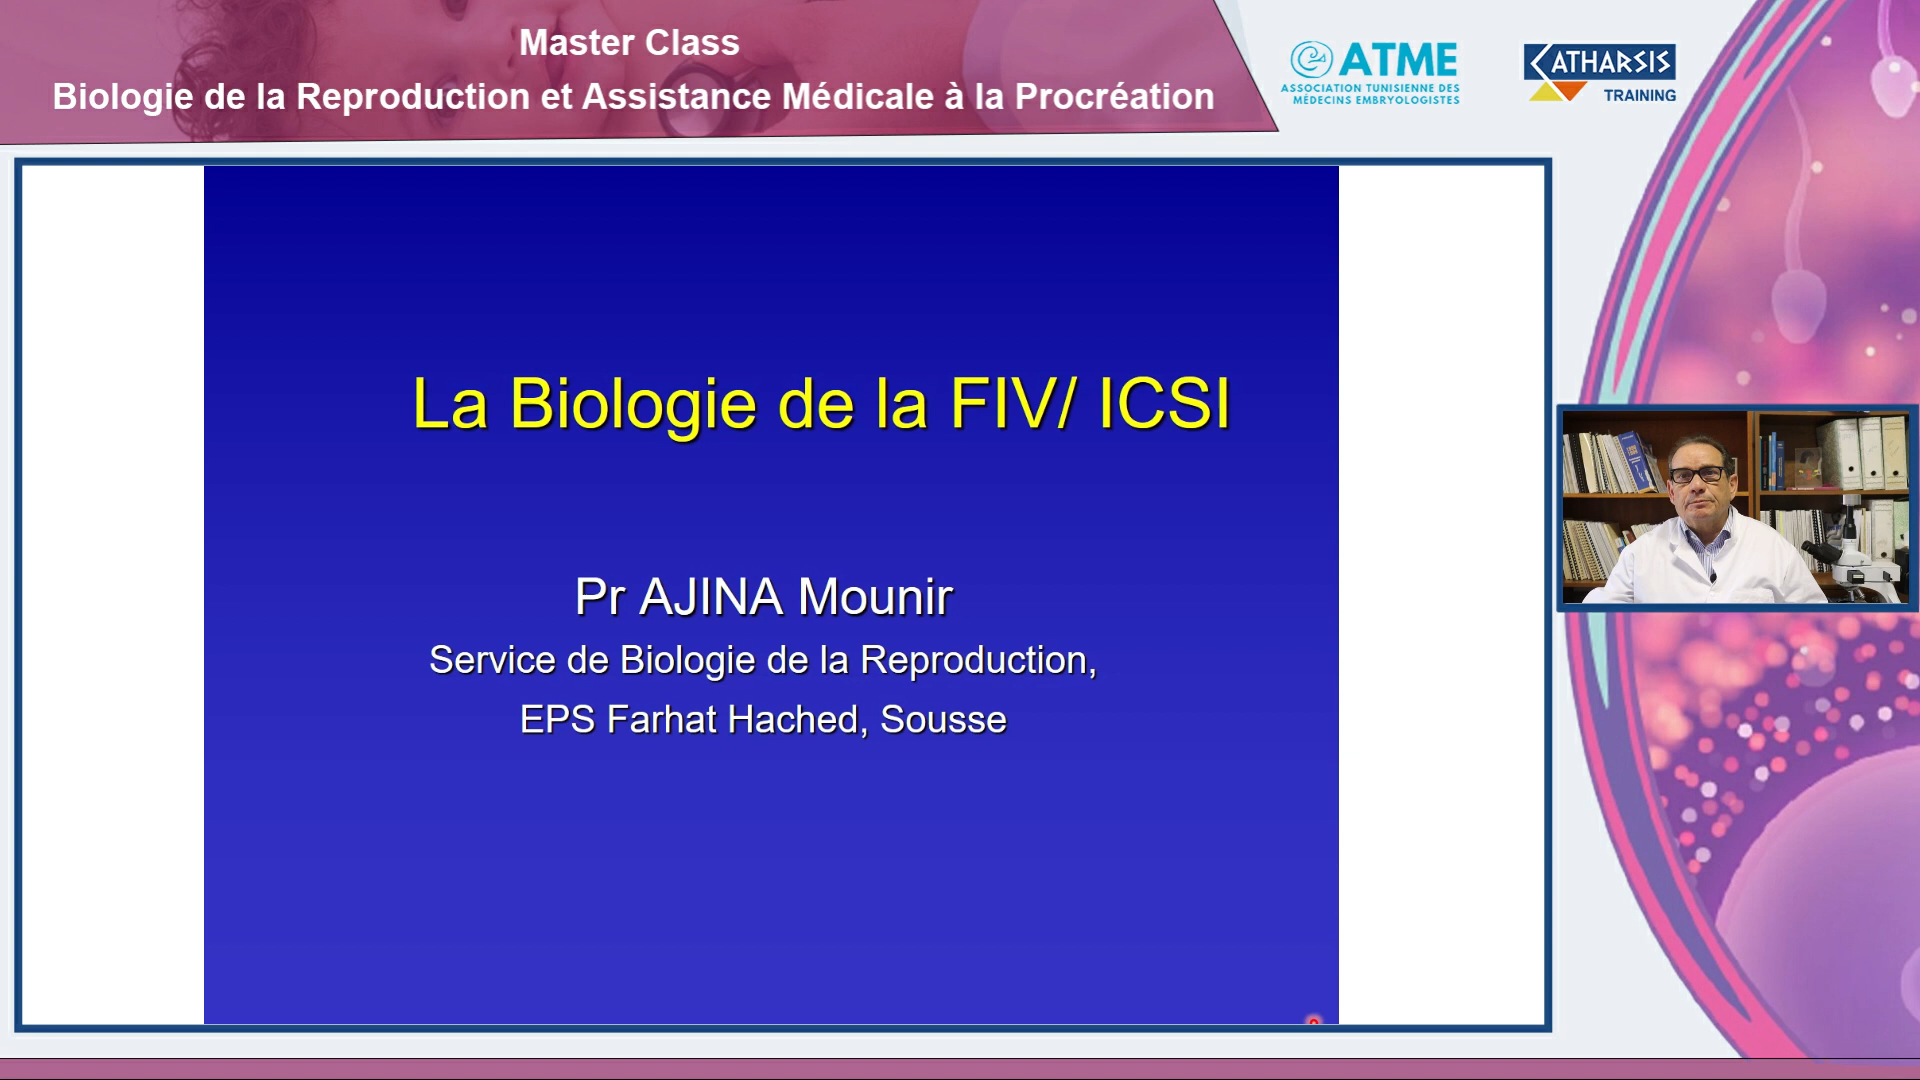 Master Class
Biologie de la Reproduction et Assistance Médicale à la Procréation
ATME
ASSOCIATION TUNISIENNE DES
MÉDECINS EMBRYOLOGISTES
KATHARSIS
TRAINING
La Biologie de la FIV/ ICSI
Pr AJINA Mounir
Service de Biologie de la Reproduction,
EPS Farhat Hached, Sousse